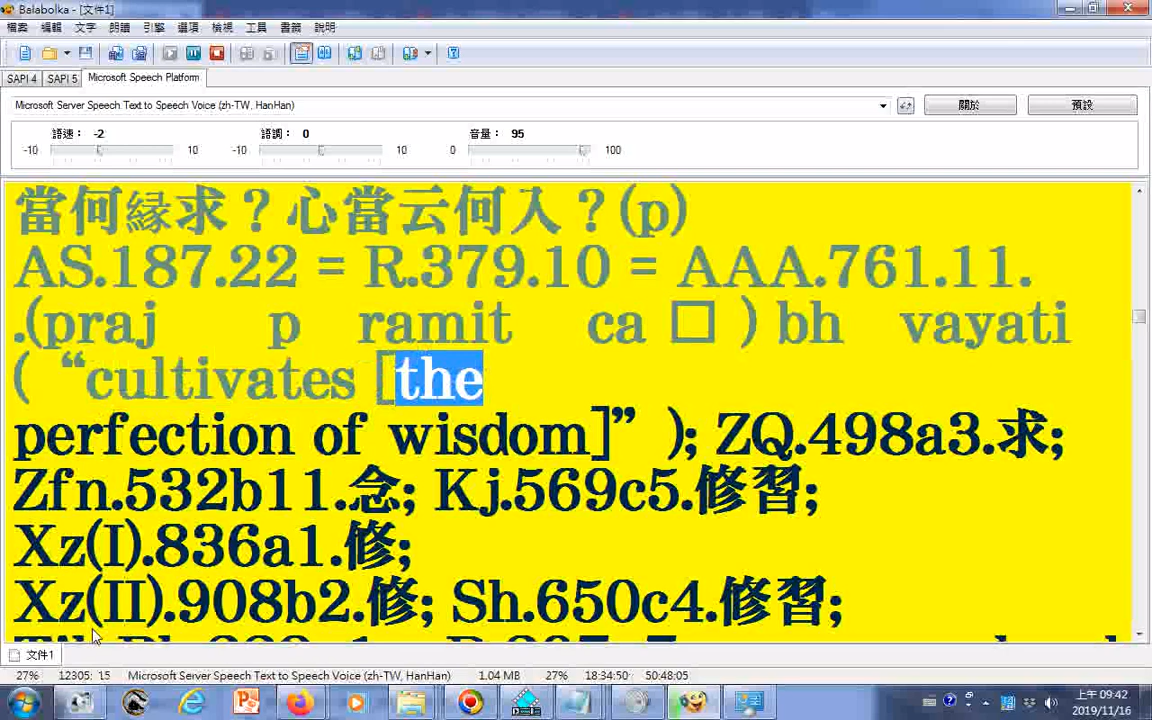 Balabolka - [文件1]
檔案 編輯 文字 朗讀 引擎 選項 檢視 工具 書籤 說明
SAPI 4 SAPI 5 Microsoft Speech Platform
Microsoft Server Speech Text to Speech Voice (zh-TW, HanHan) 關於 預設
語速： -2 語調： 0 音量： 95
-10 10 -10 10 0 100
當何緣求？心當云何入？(p)
AS.187.22 = R.379.10 = AAA.761.11.
.(praj p ramit ca □ ) bh vayati
( “cultivates [the
perfection of wisdom]” ); ZQ.498a3.求;
Zfn.532b11.念; Kj.569c5.修習;
Xz(I).836a1.修;
Xz(II).908b2.修; Sh.650c4.修習;
文件1
27% 12305: 15 Microsoft Server Speech Text to Speech Voice (zh-TW, HanHan) 1.04 MB 27% 18:34:50 50:48:05
上午 09:42
2019/11/16